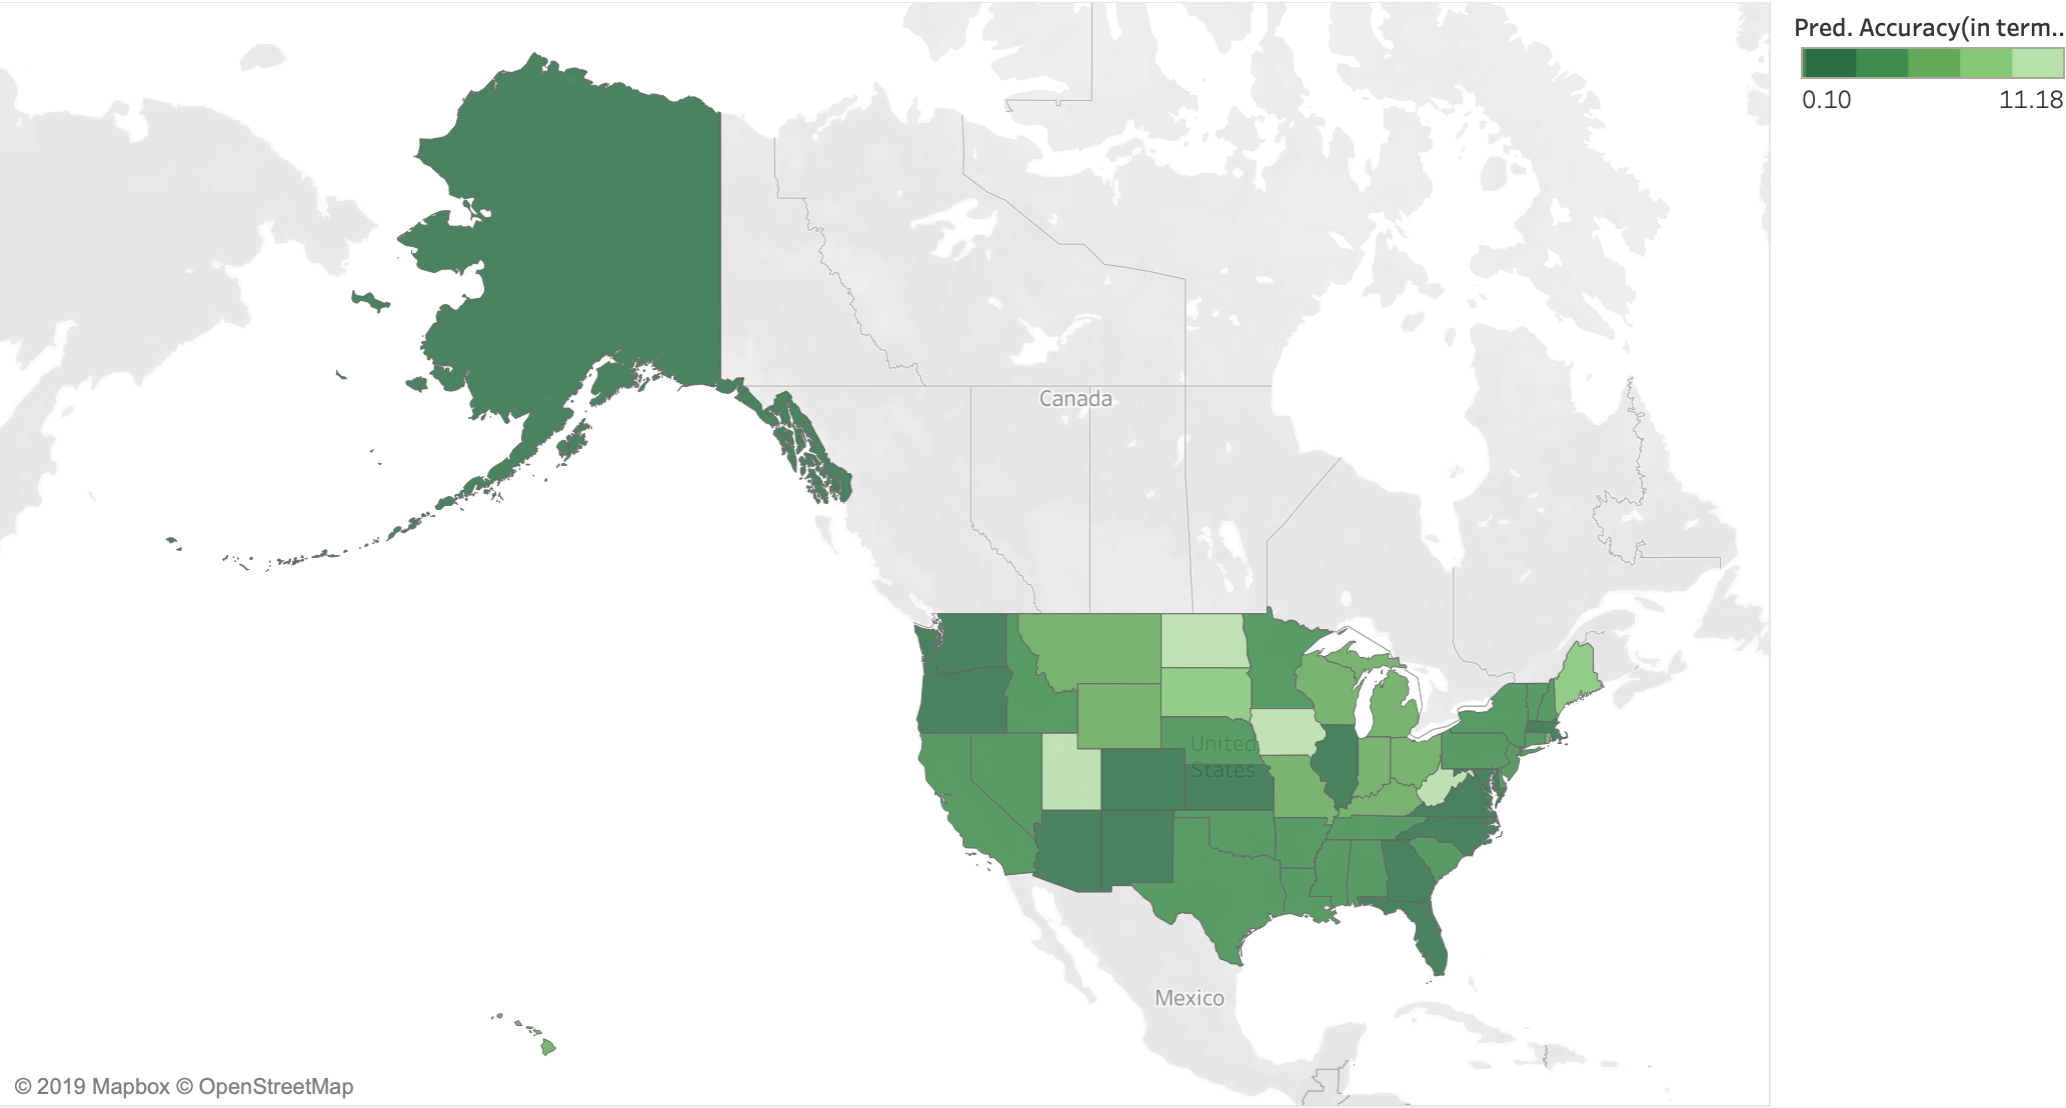 Pred. Accuracy(in term..
0.10 11.18
Canada
United
States
Mexico
© 2019 Mapbox © OpenStreetMap